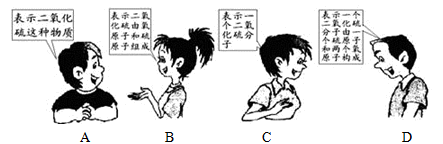 表示二氧化
硫这种物质
表示二氧
化硫由硫
原子和氧
原子组成
表示一
个二氧
化硫分
子
表示一个
二氧化硫
分子由一
个硫原子
和两个氧
原子构成
A
B
C
D